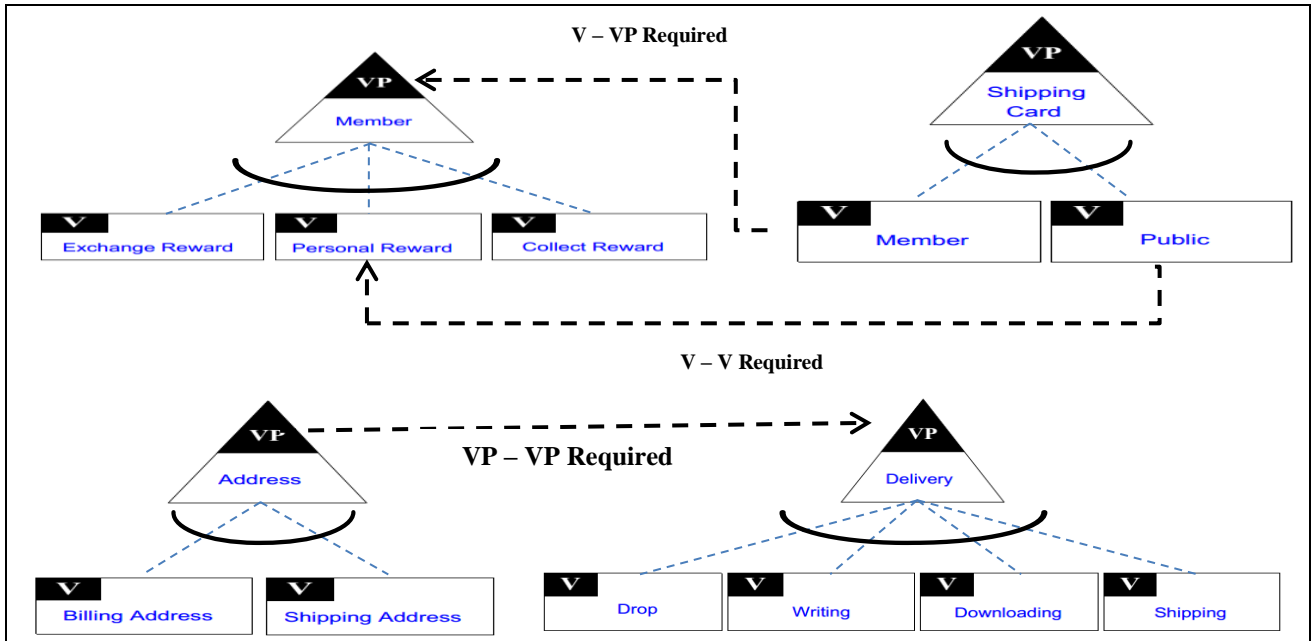 V – VP Required
VP
Member
VP
Shipping
Card
V
Exchange Reward
V
Personal Reward
V
Collect Reward
V
Member
V
Public
V – V Required
VP
Address
VP – VP Required
VP
Delivery
V
Billing Address
V
Shipping Address
V
Drop
V
Writing
V
Downloading
V
Shipping